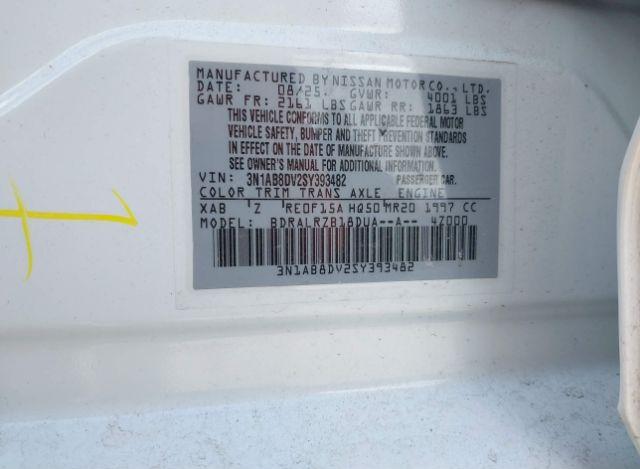 MANUFACTURED BY NISSAN MOTOR CO., LTD.
DATE: 08/25. GVWR: 4001 LBS
GAWR FR: 2161 LBS GAWR RR: 1863 LBS
THIS VEHICLE CONFORMS TO ALL APPLICABLE FEDERAL MOTOR
VEHICLE SAFETY, BUMPER AND THEFT PREVENTION STANDARDS
IN EFFECT ON THE DATE OF MANUFACTURE SHOWN ABOVE.
SEE OWNER'S MANUAL FOR ADDITIONAL INFORMATION.
VIN: 3N1AB8DV2SY393482 PASSENGER CAR.
COLOR TRIM TRANS AXLE ENGINE
XAB Z RE0F15A HQ50 MR20 1997 CC
MODEL: BDRALRZB18DUA--A-- 4Z000
3N1AB8DV2SY393482